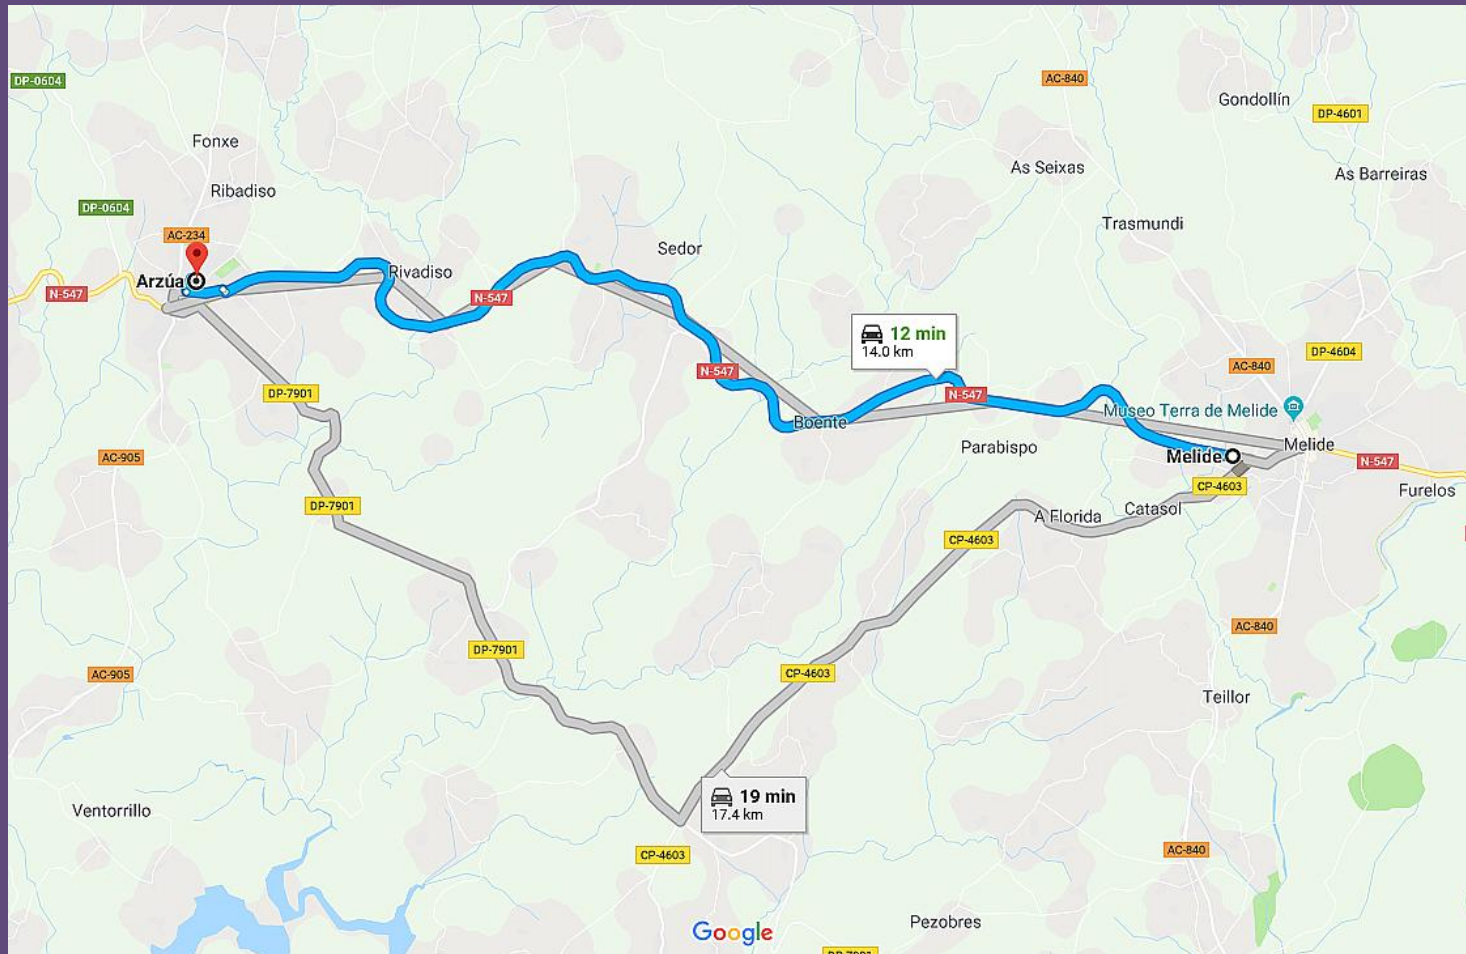 DP-0604
AC-840
Gondollín
DP-4601
Fonxe
As Seixas
As Barreiras
Ribadiso
DP-0604
Trasmundi
AC-234
Sedor
Rivadiso
Arzúa
N-547
N-547
12 min
14.0 km
DP-4604
AC-840
N-547
DP-7901
N-547
Museo Terra de Melide
Boente
Parabispo
Melide
Melide
AC-905
N-547
CP-4603
Furelos
DP-7901
A Florida
Catasol
CP-4603
AC-840
DP-7901
AC-905
CP-4603
Teillor
19 min
17.4 km
Ventorrillo
CP-4603
AC-840
Pezobres
Google